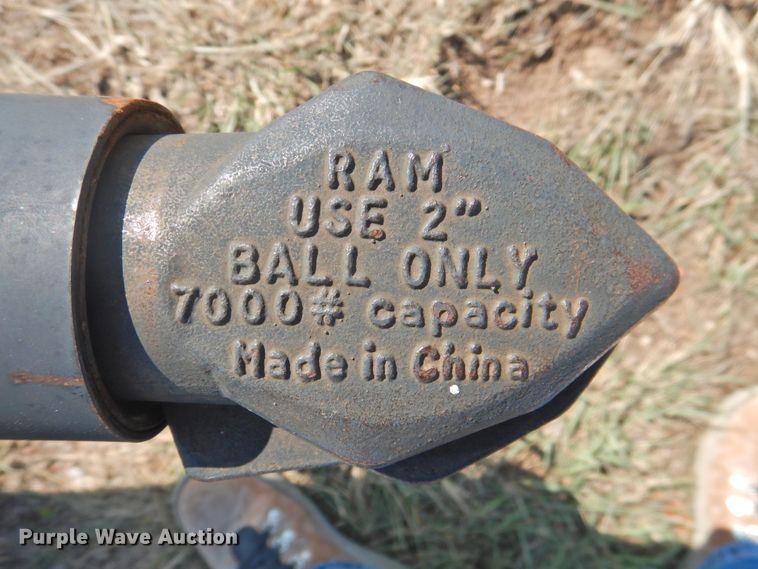 RAM
USE 2"
BALL ONLY
7000# capacity
Made in China
Purple Wave Auction